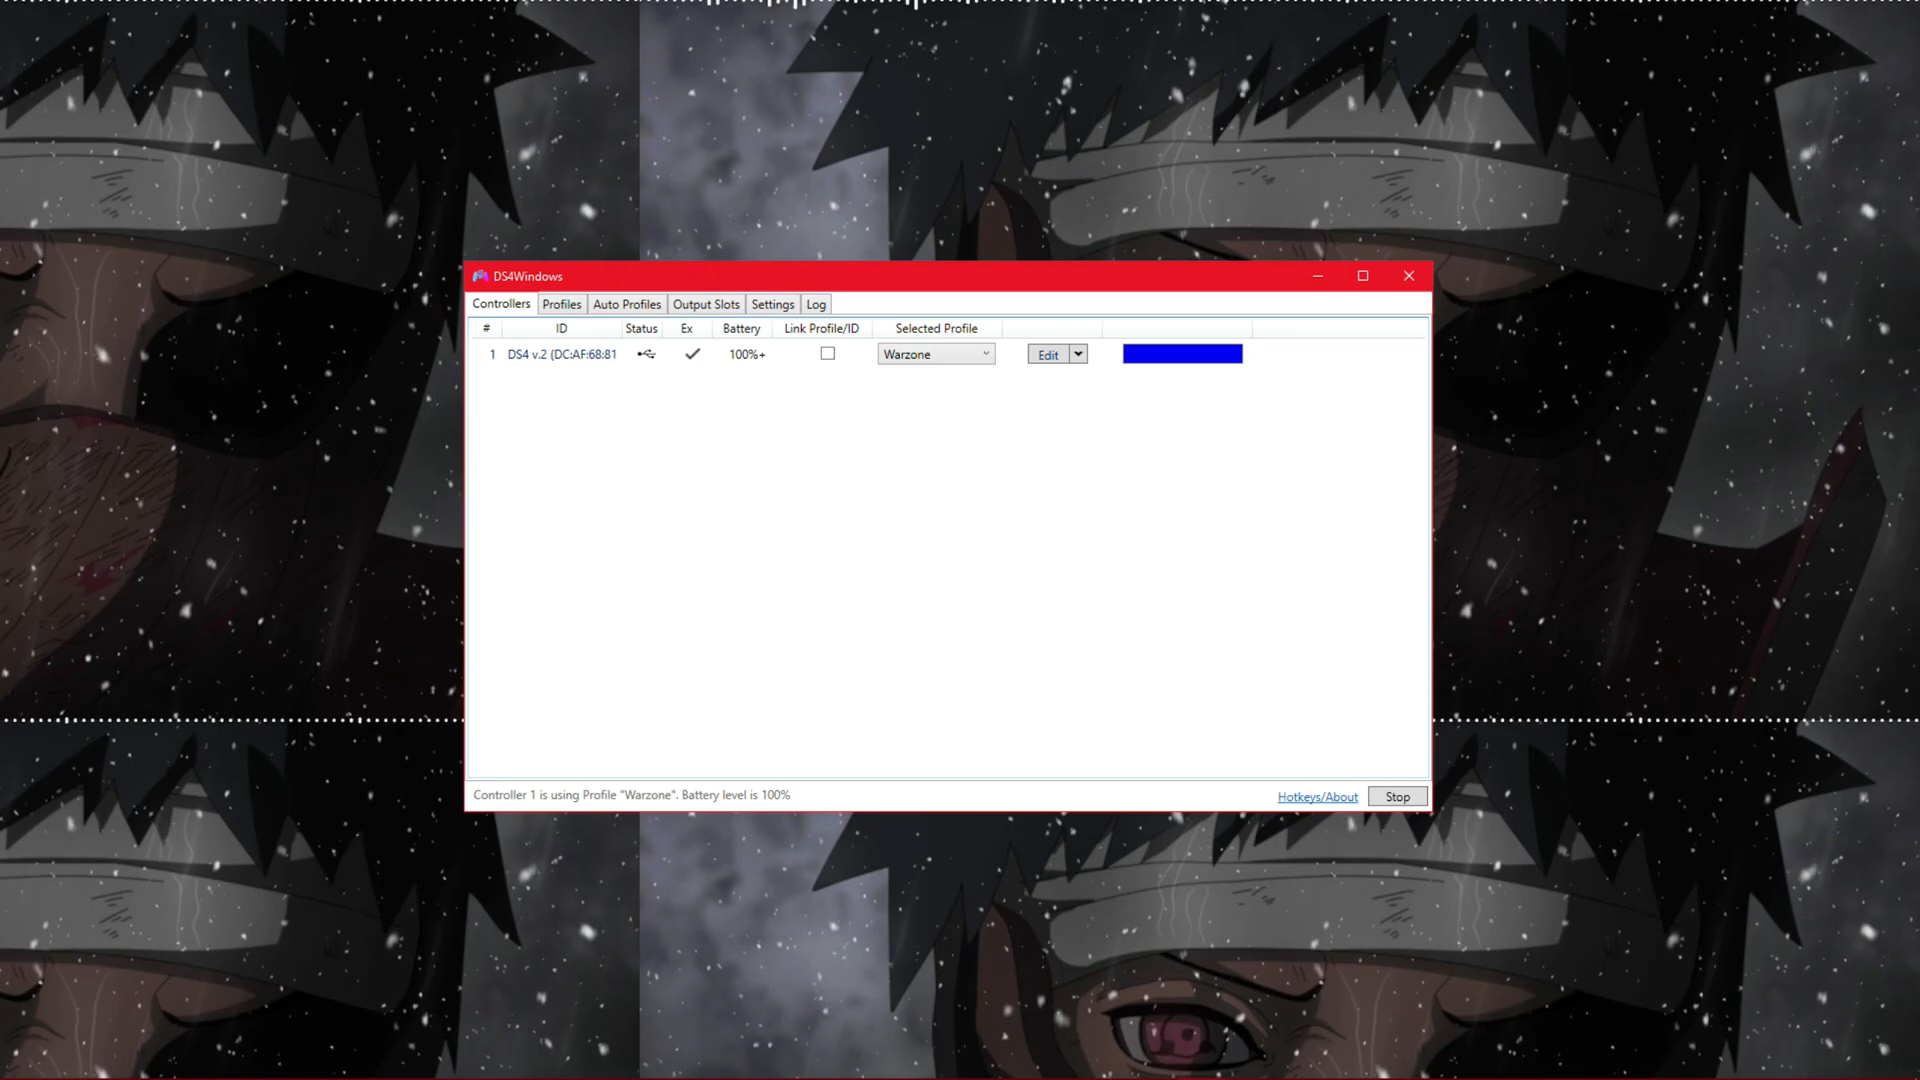 DS4Windows
Controllers Profiles Auto Profiles Output Slots Settings Log
# ID Status Ex Battery Link Profile/ID Selected Profile
1 DS4 v.2 (DC:AF:68:81 100%+ Warzone Edit
Controller 1 is using Profile "Warzone". Battery level is 100% Hotkeys/About Stop